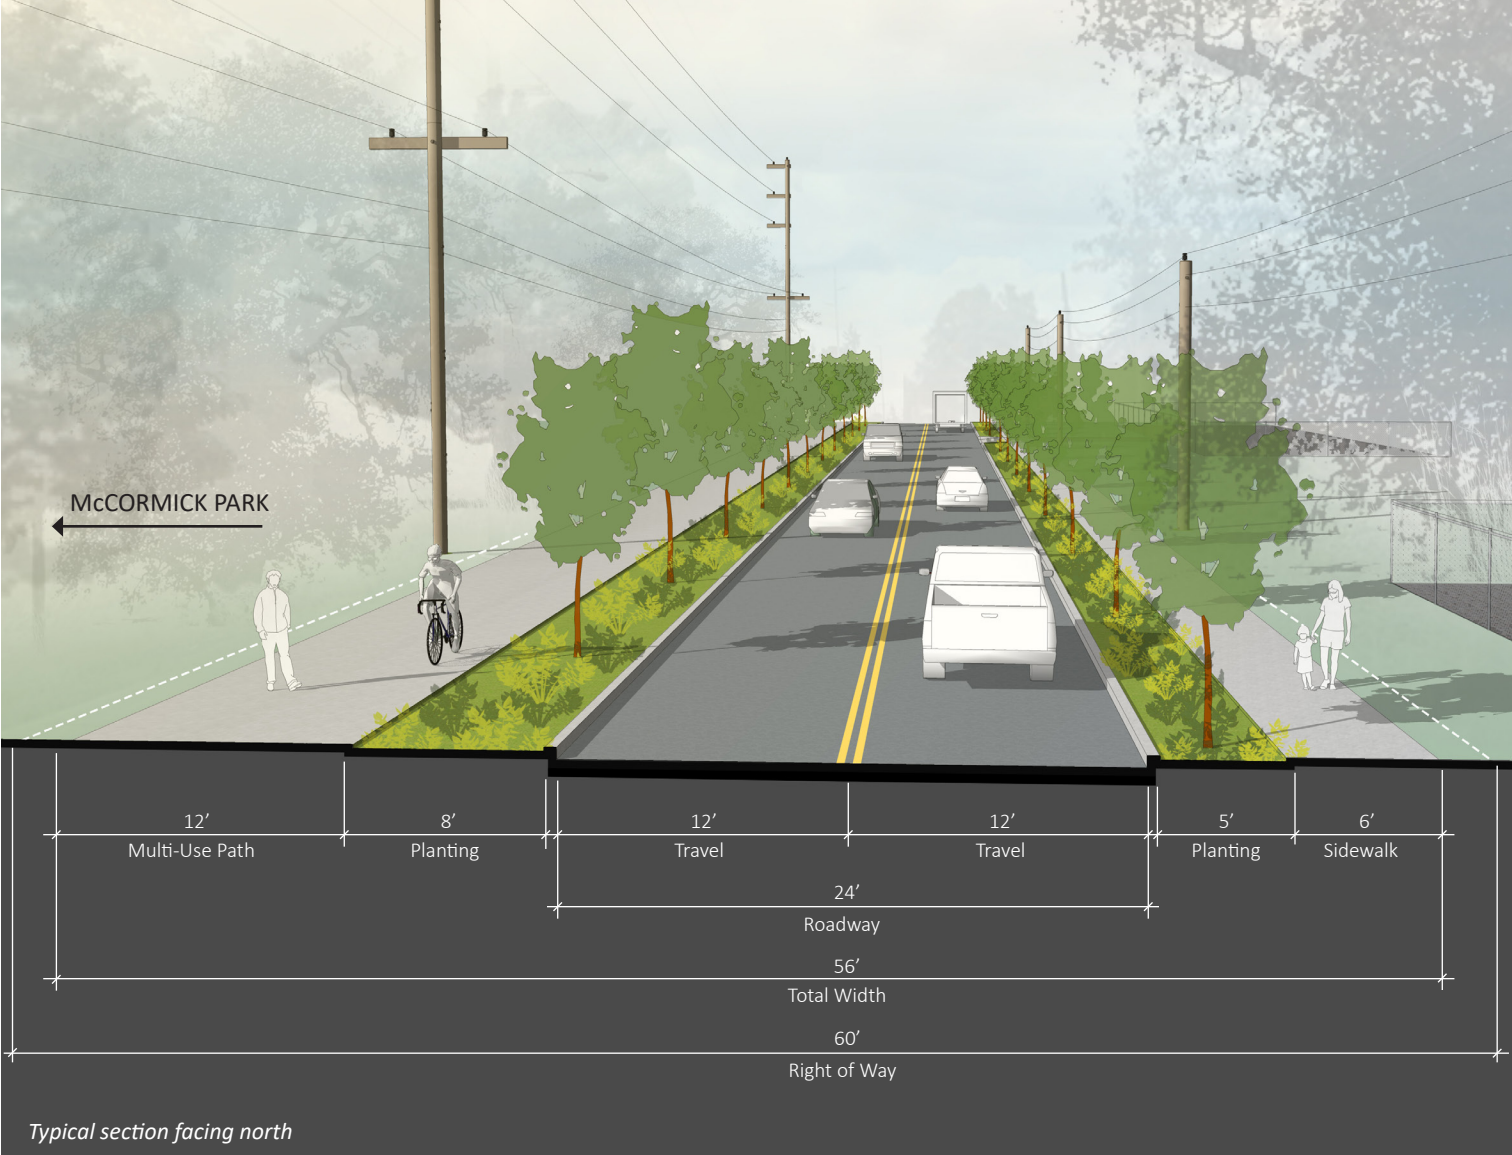 McCORMICK PARK
12′
8′
12′
12′
5′
6′
Multi-Use Path
Planting
Travel
Travel
Planting
Sidewalk
24′
Roadway
56′
Total Width
60′
Right of Way
Typical section facing north